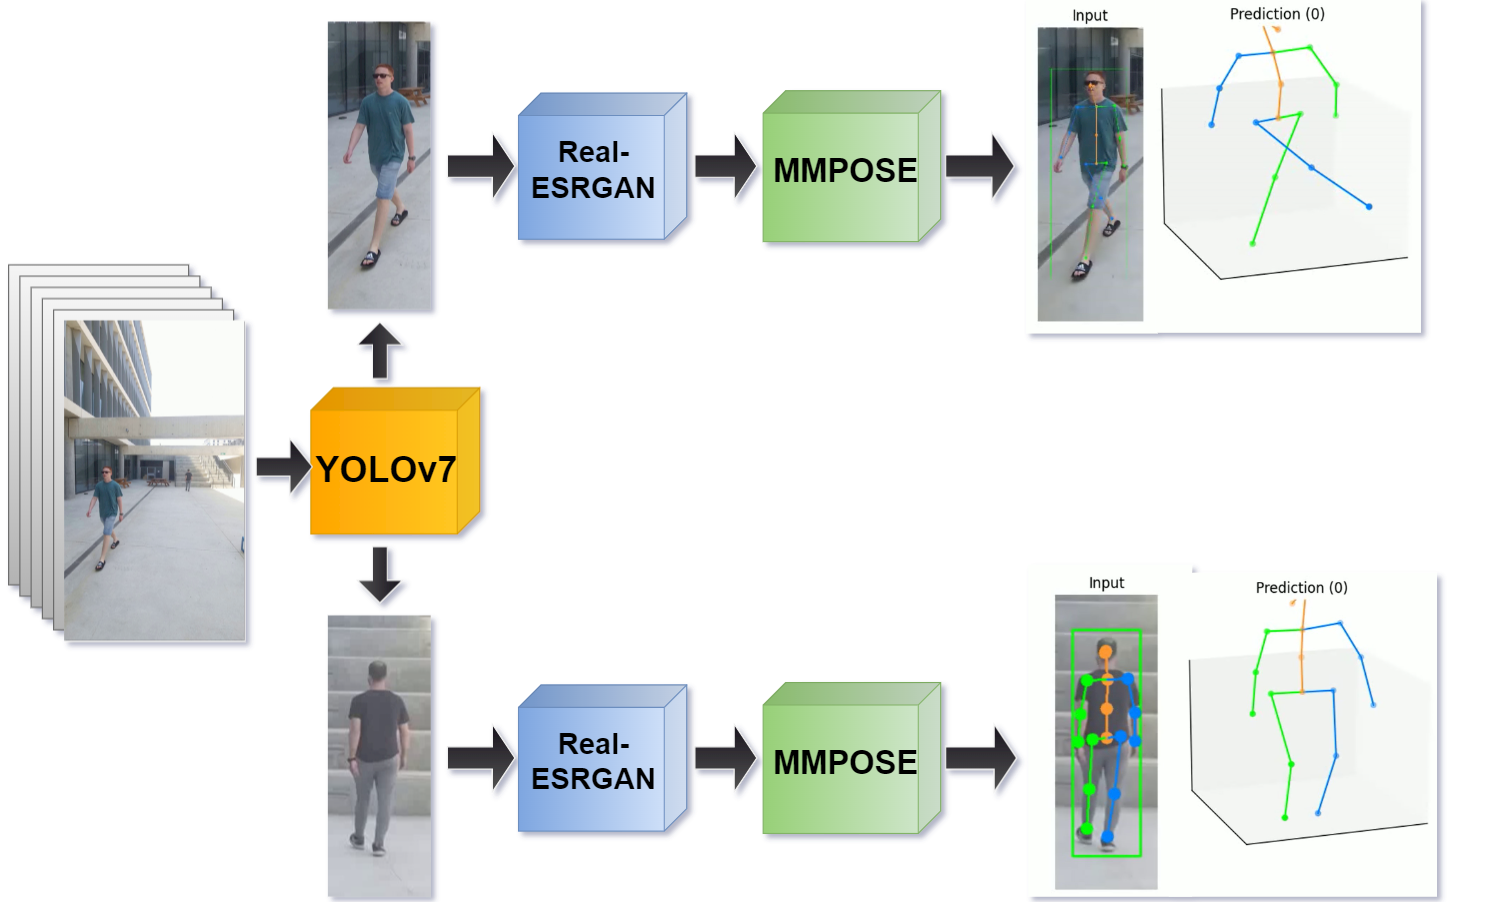 Input
Prediction (0)
Real-
ESRGAN
MMPOSE
YOLOv7
Input
Prediction (0)
Real-
ESRGAN
MMPOSE